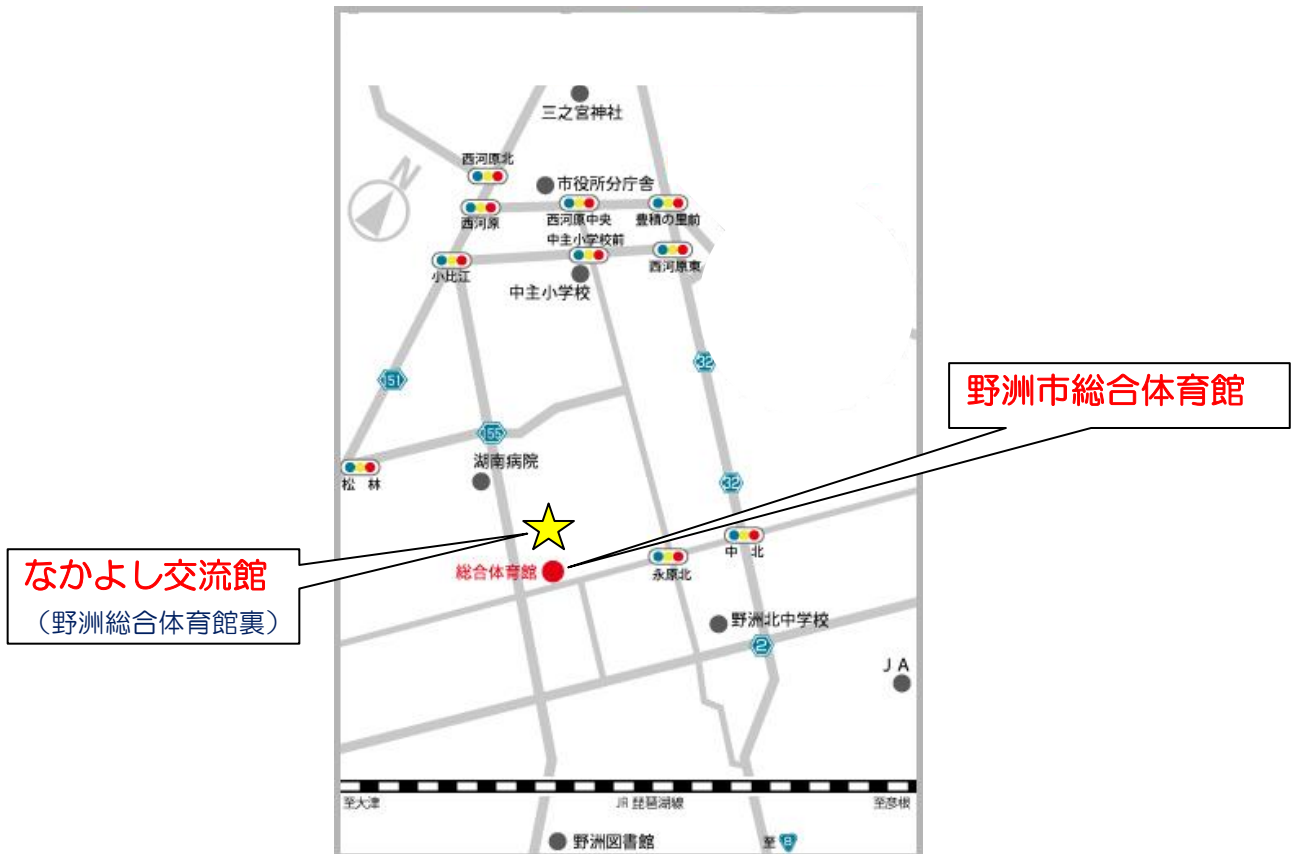 三之宮神社
西河原北
N
市役所分庁舎
西河原
西河原中央
豊積の里前
中主小学校前
小比江
西河原東
中主小学校
32
151
野洲市総合体育館
155
湖南病院
松 林
32
中 北
総合体育館
永原北
なかよし交流館
（野洲総合体育館裏）
野洲北中学校
2
ＪＡ
至大津
JR 琵琶湖線
至彦根
野洲図書館
至 8